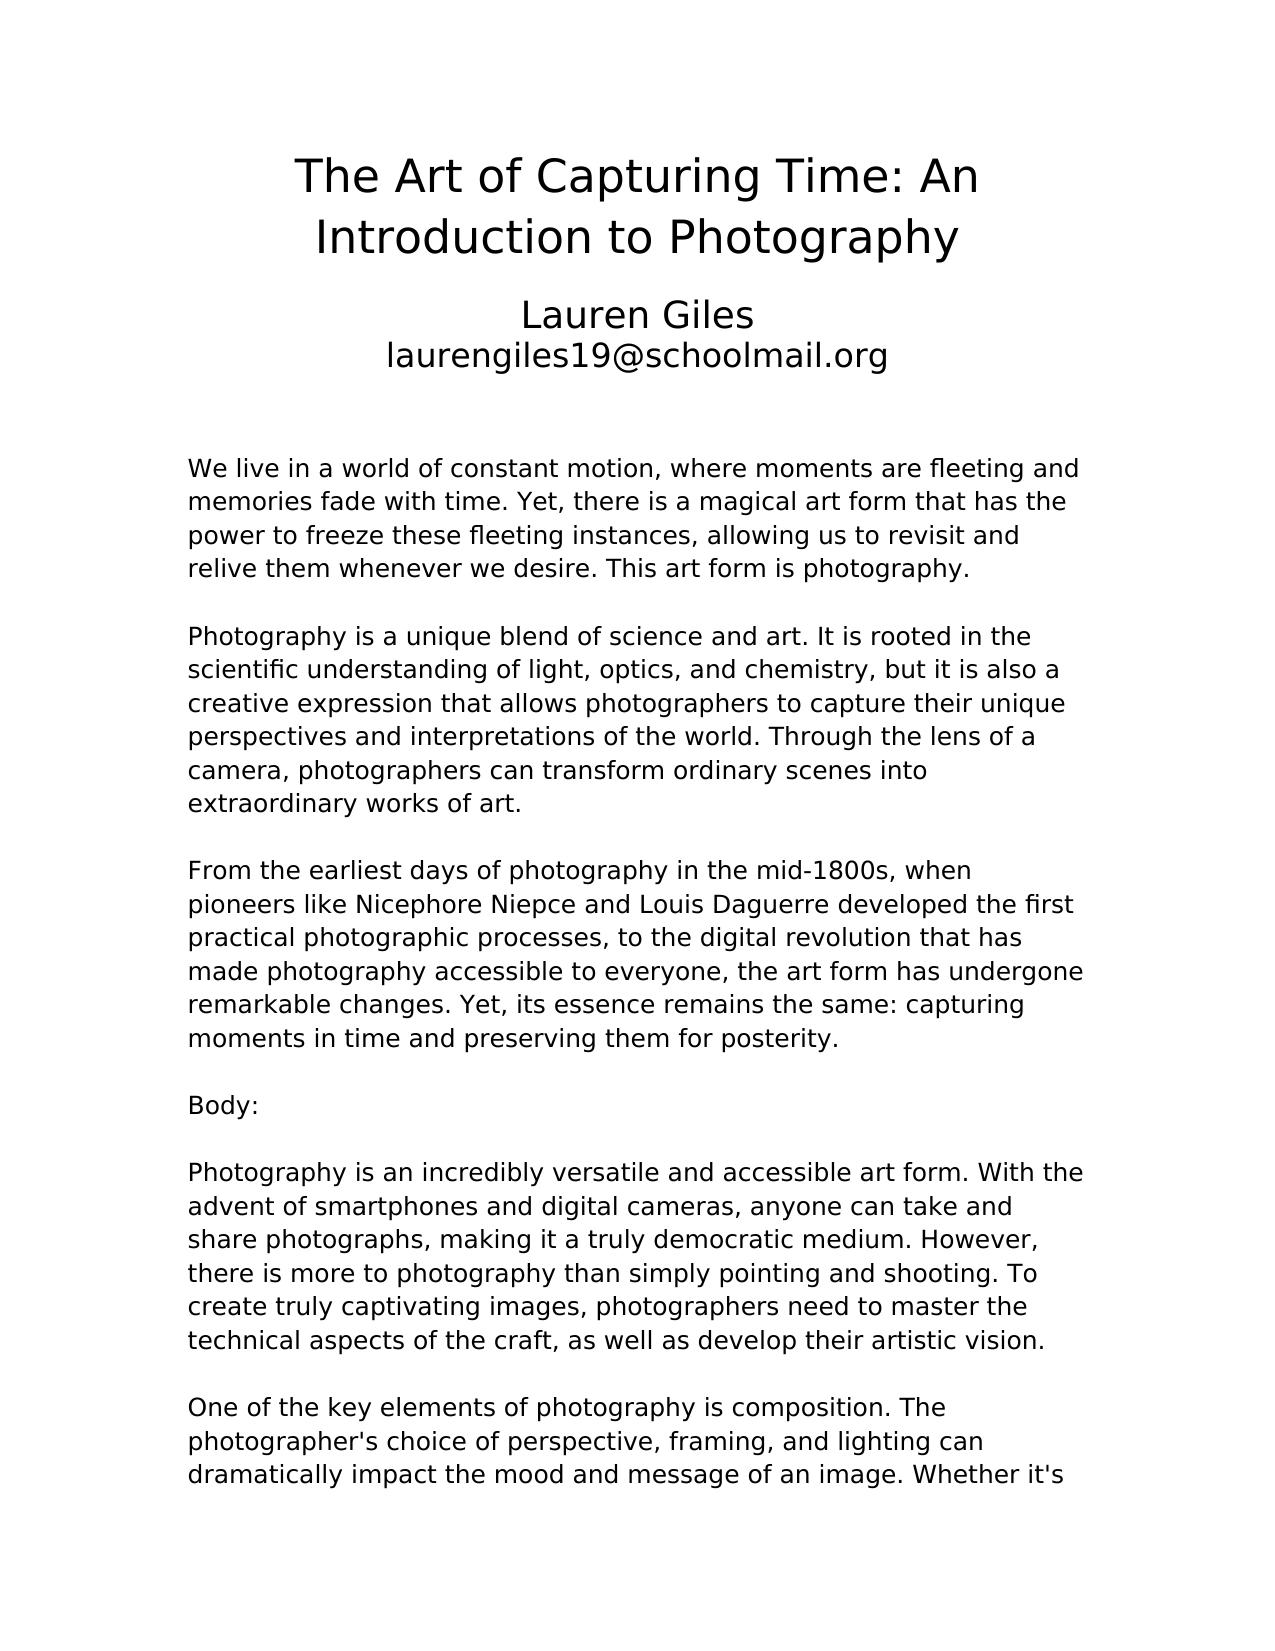 The Art of Capturing Time: An
Introduction to Photography
Lauren Giles
laurengiles19@schoolmail.org
We live in a world of constant motion, where moments are fleeting and
memories fade with time. Yet, there is a magical art form that has the
power to freeze these fleeting instances, allowing us to revisit and
relive them whenever we desire. This art form is photography.
Photography is a unique blend of science and art. It is rooted in the
scientific understanding of light, optics, and chemistry, but it is also a
creative expression that allows photographers to capture their unique
perspectives and interpretations of the world. Through the lens of a
camera, photographers can transform ordinary scenes into
extraordinary works of art.
From the earliest days of photography in the mid-1800s, when
pioneers like Nicephore Niepce and Louis Daguerre developed the first
practical photographic processes, to the digital revolution that has
made photography accessible to everyone, the art form has undergone
remarkable changes. Yet, its essence remains the same: capturing
moments in time and preserving them for posterity.
Body:
Photography is an incredibly versatile and accessible art form. With the
advent of smartphones and digital cameras, anyone can take and
share photographs, making it a truly democratic medium. However,
there is more to photography than simply pointing and shooting. To
create truly captivating images, photographers need to master the
technical aspects of the craft, as well as develop their artistic vision.
One of the key elements of photography is composition. The
photographer's choice of perspective, framing, and lighting can
dramatically impact the mood and message of an image. Whether it's